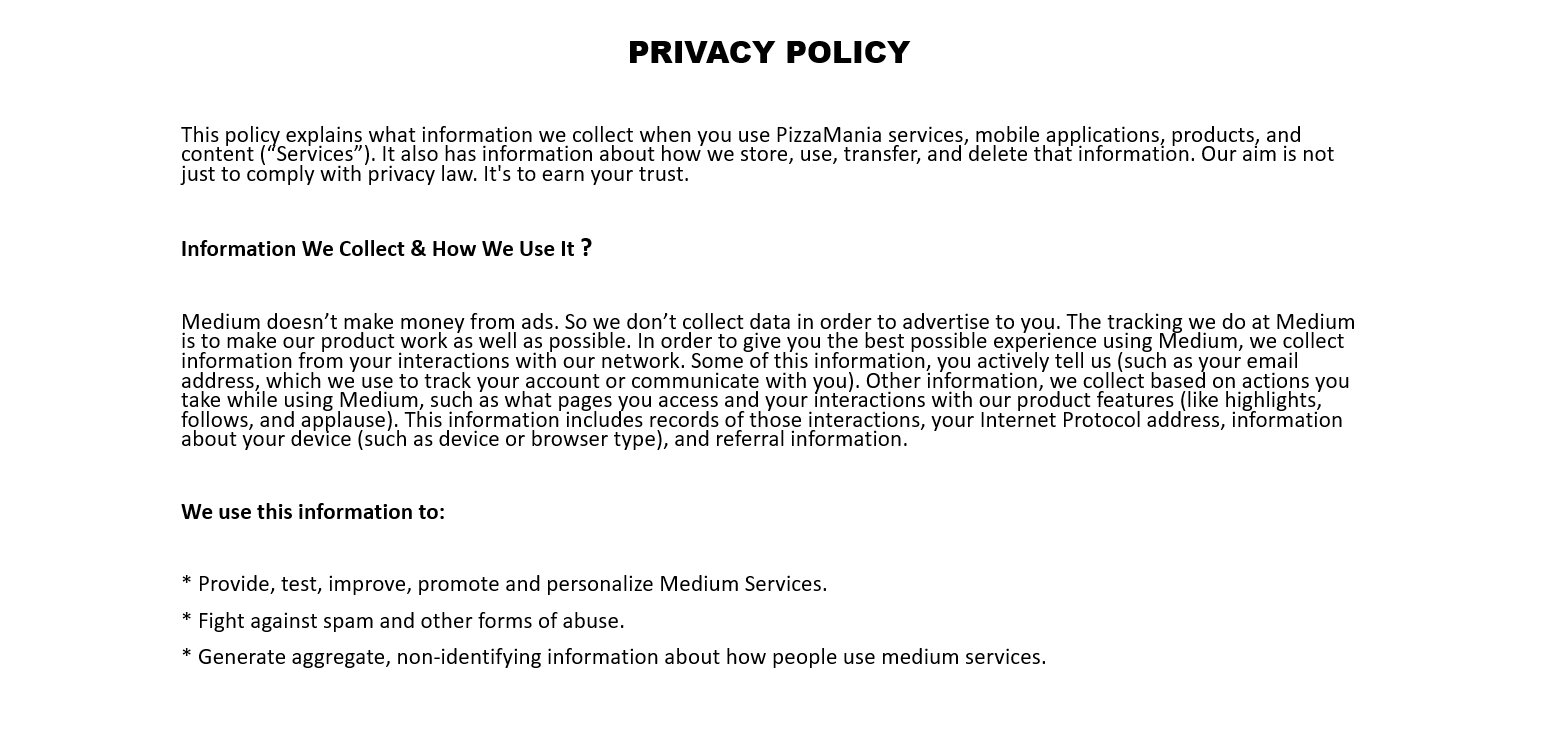 PRIVACY POLICY
This policy explains what information we collect when you use PizzaMania services, mobile applications, products, and
content (“Services”). It also has information about how we store, use, transfer, and delete that information. Our aim is not
just to comply with privacy law. It's to earn your trust.
Information We Collect & How We Use It ?
Medium doesn’t make money from ads. So we don’t collect data in order to advertise to you. The tracking we do at Medium
is to make our product work as well as possible. In order to give you the best possible experience using Medium, we collect
information from your interactions with our network. Some of this information, you actively tell us (such as your email
address, which we use to track your account or communicate with you). Other information, we collect based on actions you
take while using Medium, such as what pages you access and your interactions with our product features (like highlights,
follows, and applause). This information includes records of those interactions, your Internet Protocol address, information
about your device (such as device or browser type), and referral information.
We use this information to:
* Provide, test, improve, promote and personalize Medium Services.
* Fight against spam and other forms of abuse.
* Generate aggregate, non-identifying information about how people use medium services.